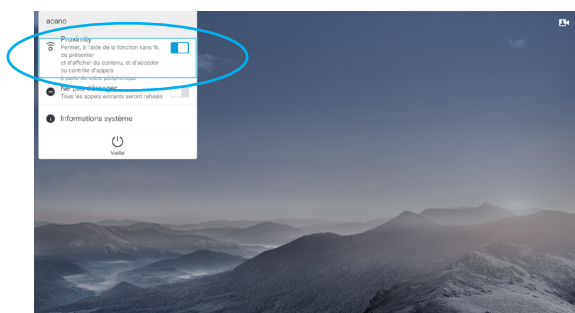 acano
Proximity
Permet, à l'aide de la fonction sans fil,
de présenter
et d'afficher du contenu, et d'accéder
au contrôle d'appels
à partir de votre périphérique
Ne pas déranger
Tous les appels entrants seront refusés
Informations système
Veille